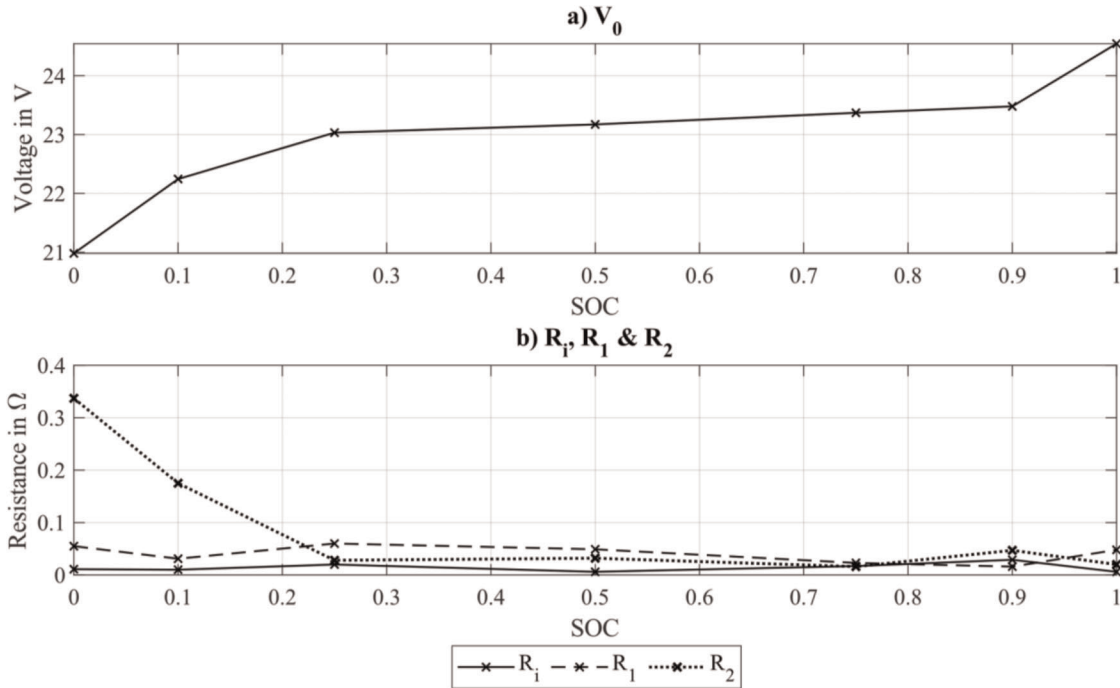 a) V0
Voltage in V
24
23
22
21
0 0.1 0.2 0.3 0.4 0.5 0.6 0.7 0.8 0.9 1
SOC
b) Ri, R1 & R2
Resistance in Ω
0.4
0.3
0.2
0.1
0
0 0.1 0.2 0.3 0.4 0.5 0.6 0.7 0.8 0.9 1
SOC
Ri R1 R2